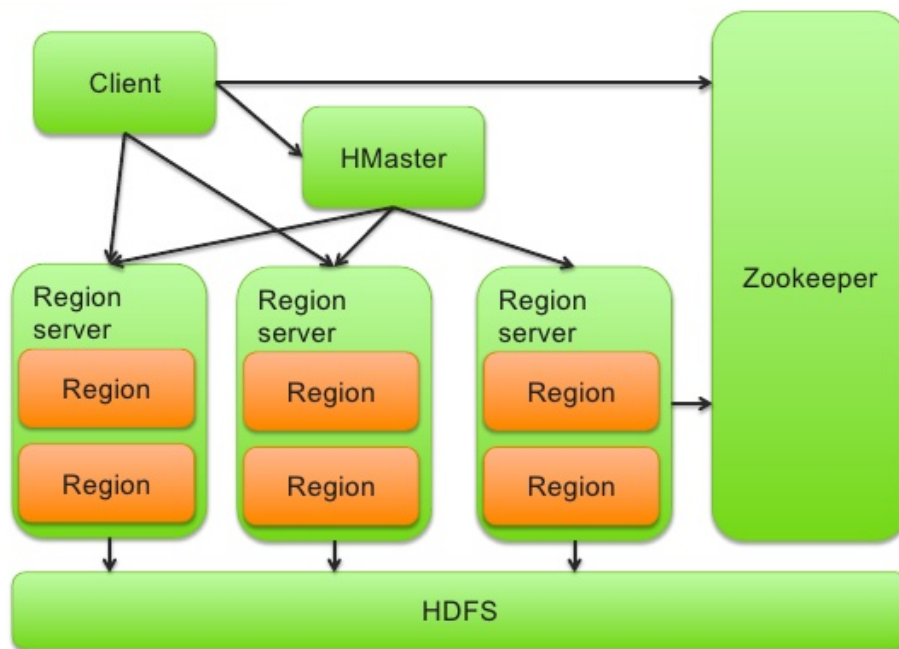 Client
HMaster
Zookeeper
Region
server
Region
Region
Region
server
Region
Region
Region
server
Region
Region
HDFS